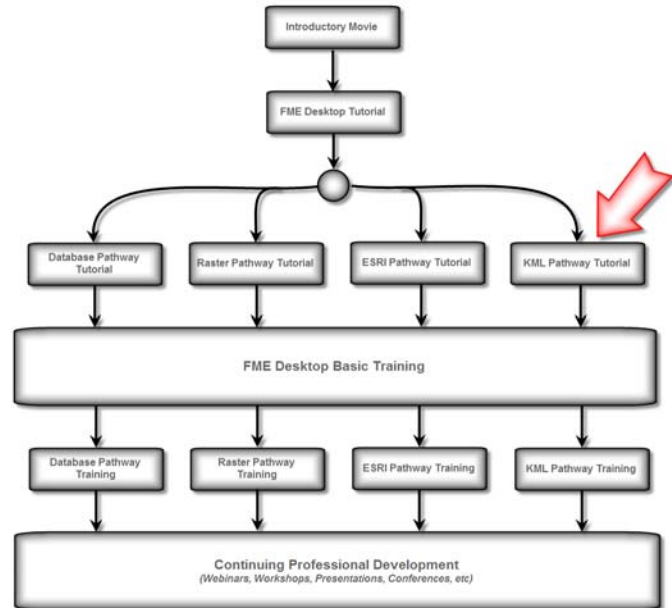 Introductory Movie
FME Desktop Tutorial
Database Pathway
Tutorial
Raster Pathway Tutorial
ESRI Pathway Tutorial
KML Pathway Tutorial
FME Desktop Basic Training
Database Pathway
Training
Raster Pathway
Training
ESRI Pathway Training
KML Pathway Training
Continuing Professional Development
(Webinars, Workshops, Presentations, Conferences, etc)